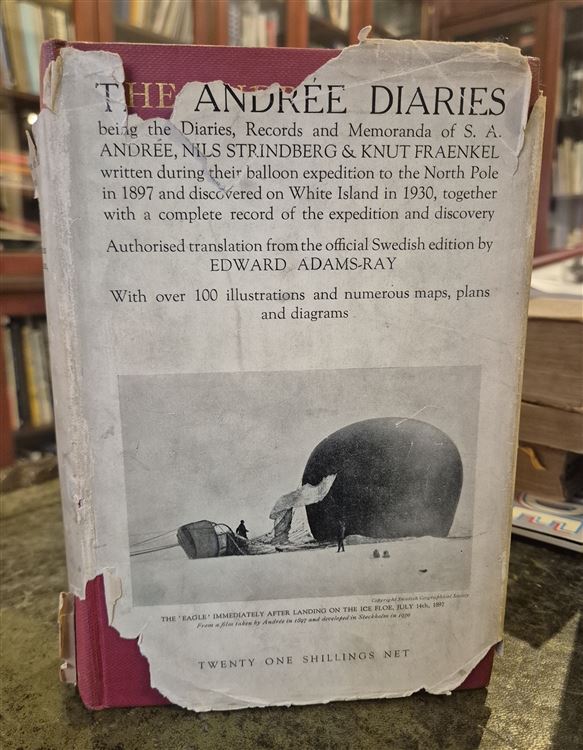 THE ANDRÉE DIARIES
being the Diaries, Records and Memoranda of S. A.
ANDRÉE, NILS STRINDBERG & KNUT FRAENKEL
written during their balloon expedition to the North Pole
in 1897 and discovered on White Island in 1930, together
with a complete record of the expedition and discovery
Authorised translation from the official Swedish edition by
EDWARD ADAMS-RAY
With over 100 illustrations and numerous maps, plans
and diagrams
Copyright Swedish Geographical Society
THE 'EAGLE' IMMEDIATELY AFTER LANDING ON THE ICE FLOE, JULY 14th, 1897
From a film taken by Andrée in 1897 and developed in Stockholm in 1930
TWENTY ONE SHILLINGS NET